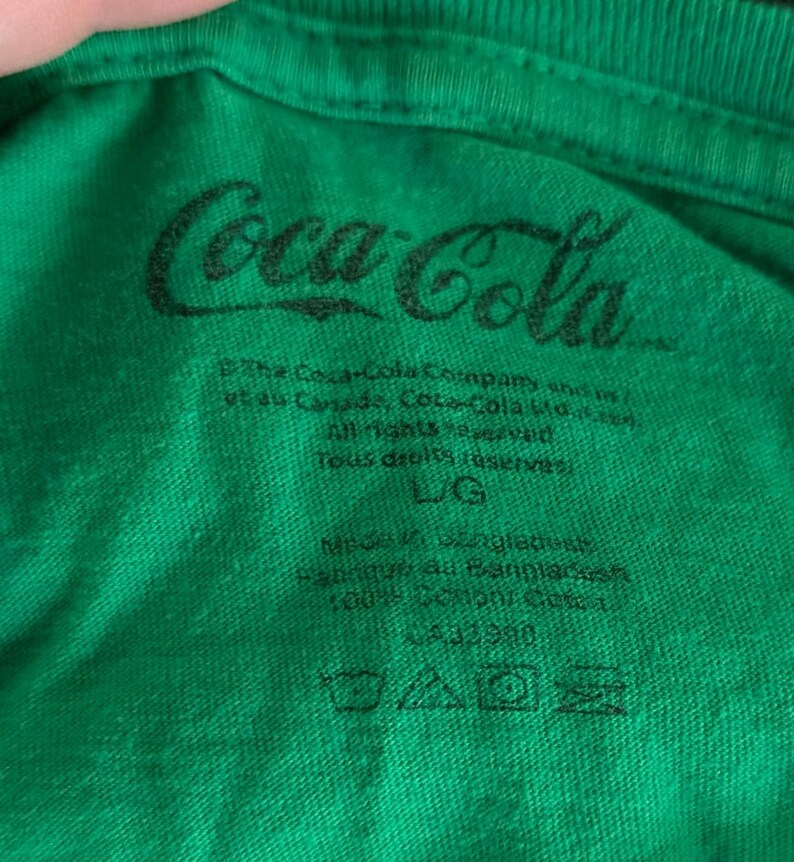 Coca-Cola
© The Coca-Cola Company and in /
et au Canada, Coca-Cola Ltd.
All rights reserved
Tous droits réservés
L/G
Made in Bangladesh
Fabriqué au Bangladesh
100% Cotton/ Coton